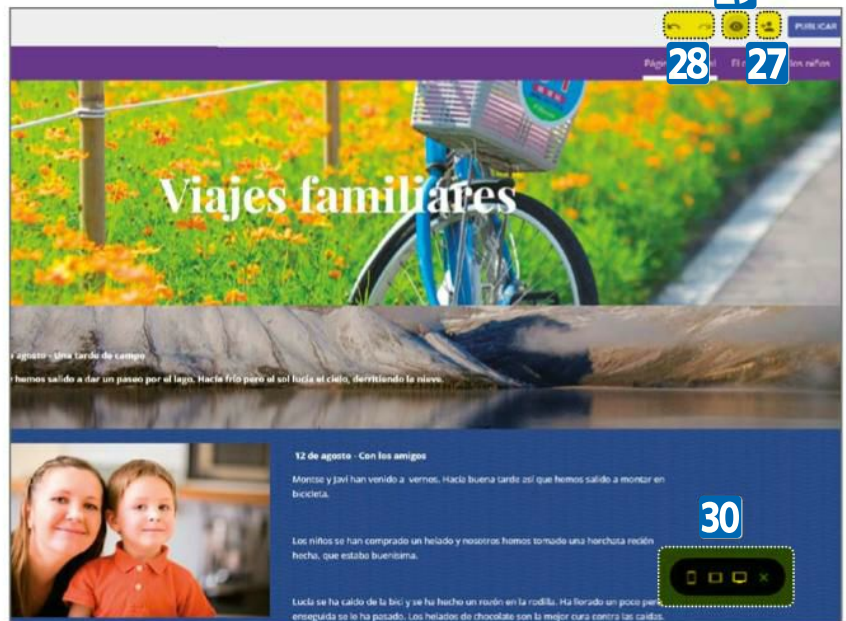 PUBLICAR
28
27
Viajes familiares
agosto - Una tarde de campo
hemos salido a dar un paseo por el lago. Hacía frío pero el sol lucía el cielo, derritiendo la nieve.
12 de agosto - Con los amigos
Montse y Javi han venido a vernos. Hacía buena tarde así que hemos salido a montar en
bicicleta.
Los niños se han comprado un helado y nosotros hemos tomado una horchata recién
hecha, que estaba buenísima.
30
Lucía se ha caído de la bici y se ha hecho un rozón en la rodilla. Ha llorado un poco pero
enseguida se le ha pasado. Los helados de chocolate son la mejor cura contra las caídas.